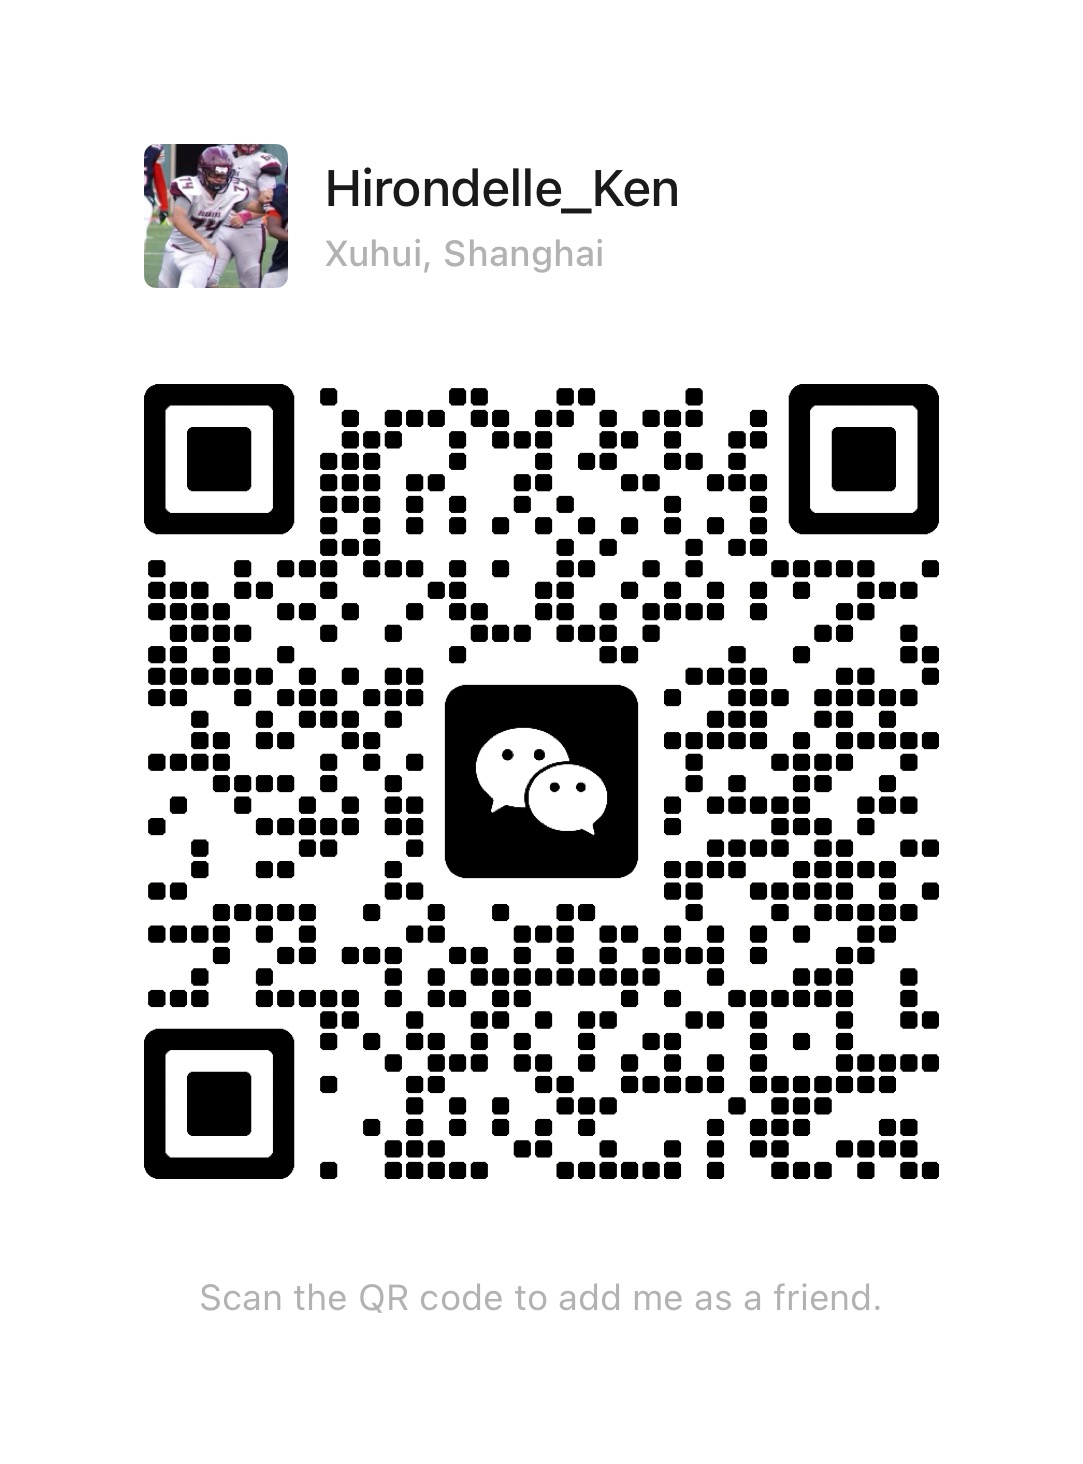 Hirondelle_Ken
Xuhui, Shanghai
Scan the QR code to add me as a friend.